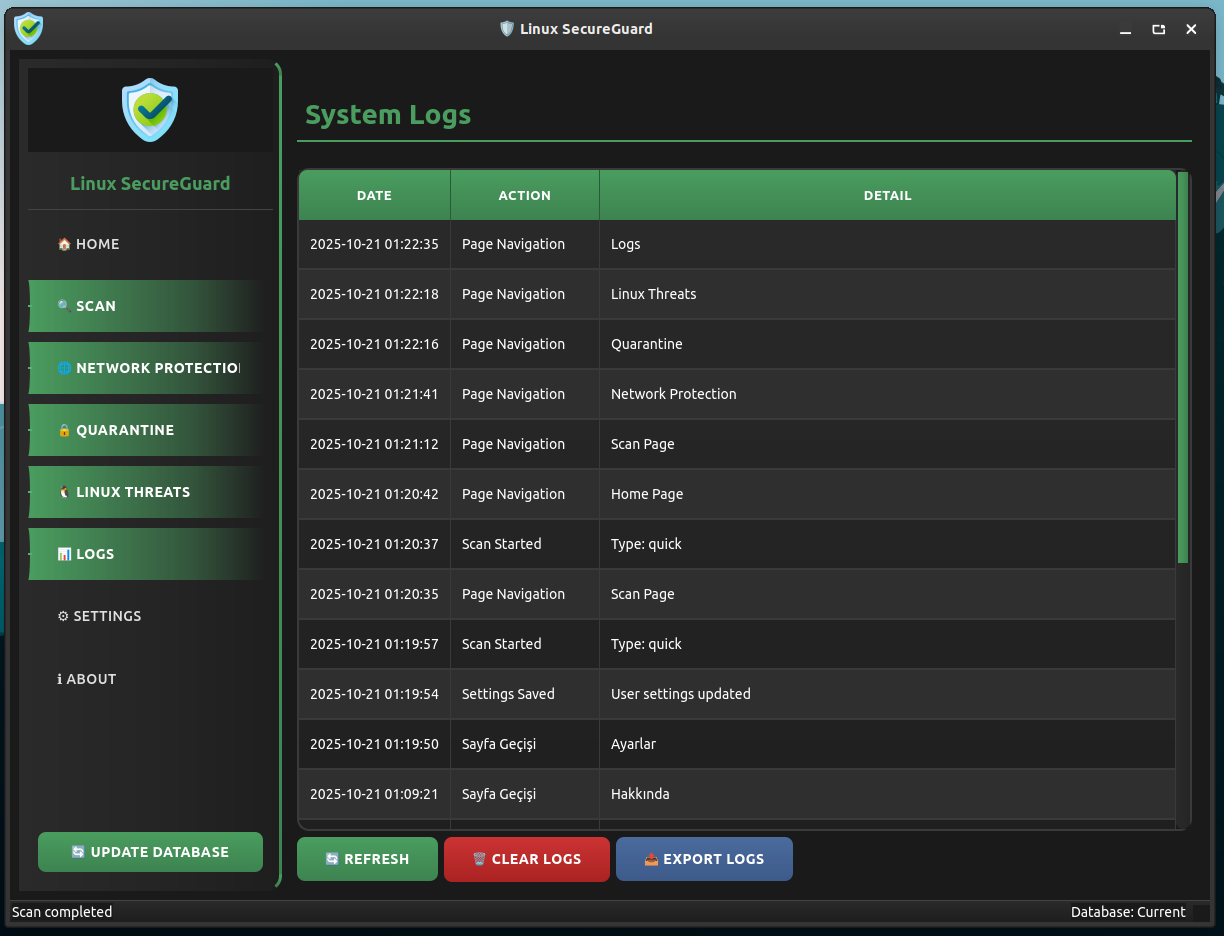 Linux SecureGuard
Linux SecureGuard
HOME
SCAN
NETWORK PROTECTIO
QUARANTINE
LINUX THREATS
LOGS
SETTINGS
ℹ ABOUT
UPDATE DATABASE
System Logs
DATE ACTION DETAIL
2025-10-21 01:22:35 Page Navigation Logs
2025-10-21 01:22:18 Page Navigation Linux Threats
2025-10-21 01:22:16 Page Navigation Quarantine
2025-10-21 01:21:41 Page Navigation Network Protection
2025-10-21 01:21:12 Page Navigation Scan Page
2025-10-21 01:20:42 Page Navigation Home Page
2025-10-21 01:20:37 Scan Started Type: quick
2025-10-21 01:20:35 Page Navigation Scan Page
2025-10-21 01:19:57 Scan Started Type: quick
2025-10-21 01:19:54 Settings Saved User settings updated
2025-10-21 01:19:50 Sayfa Geçişi Ayarlar
2025-10-21 01:09:21 Sayfa Geçişi Hakkında
REFRESH CLEAR LOGS EXPORT LOGS
Scan completed Database: Current